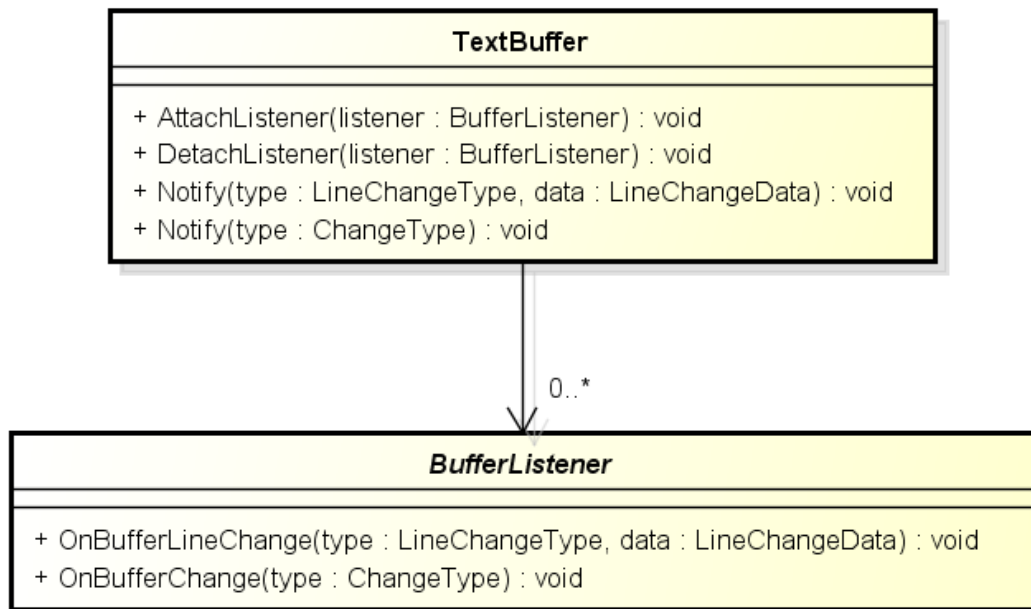 TextBuffer
+ AttachListener(listener : BufferListener) : void
+ DetachListener(listener : BufferListener) : void
+ Notify(type : LineChangeType, data : LineChangeData) : void
+ Notify(type : ChangeType) : void
0..*
BufferListener
+ OnBufferLineChange(type : LineChangeType, data : LineChangeData) : void
+ OnBufferChange(type : ChangeType) : void